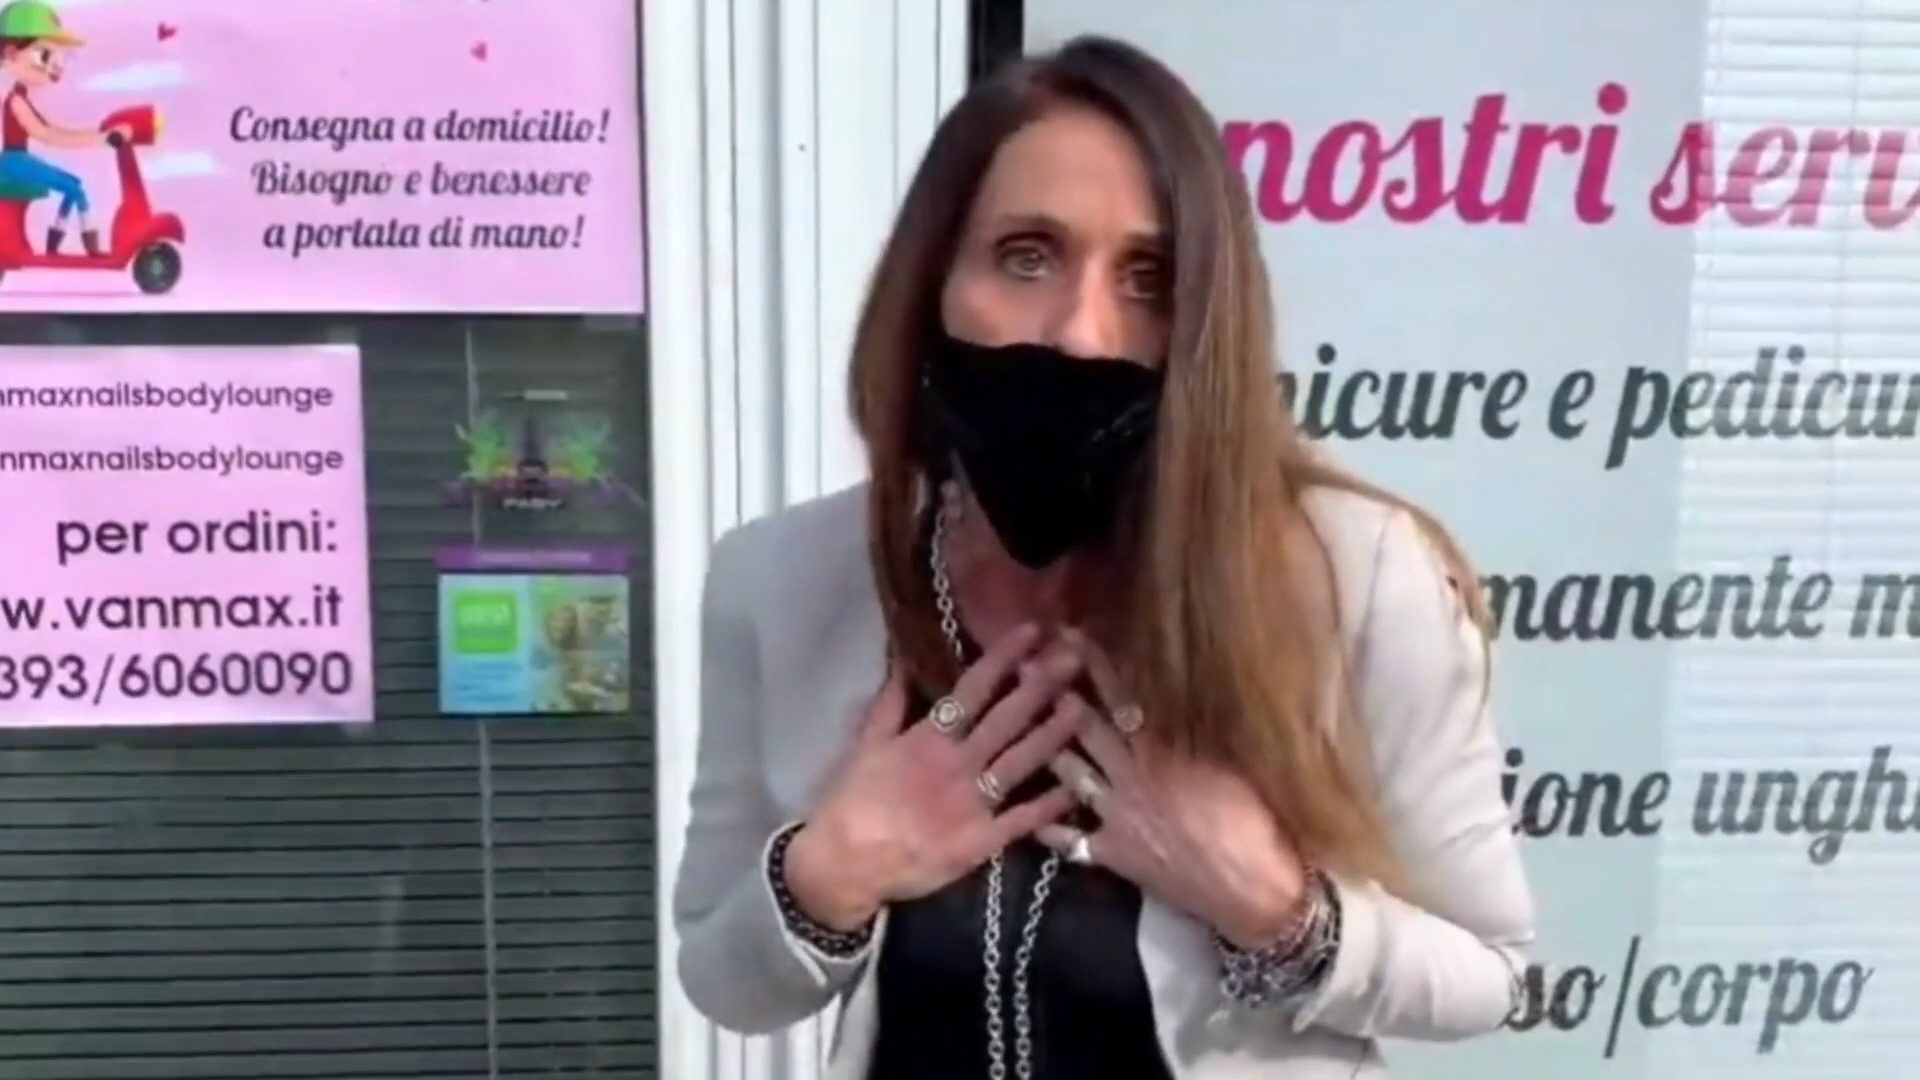 Consegna a domicilio!
Bisogno e benessere
a portata di mano!
nmaxnailsbodylounge
nmaxnailsbodylounge
per ordini:
w.vanmax.it
393/6060090
nostri serv
nicure e pedicur
manente m
ione unghi
so/corpo